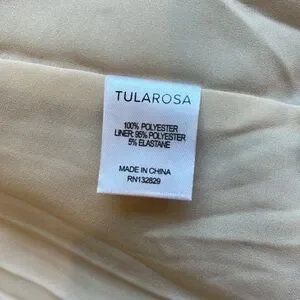 TULAROSA
100% POLYESTER
LINER: 95% POLYESTER
5% ELASTANE
MADE IN CHINA
RN132829